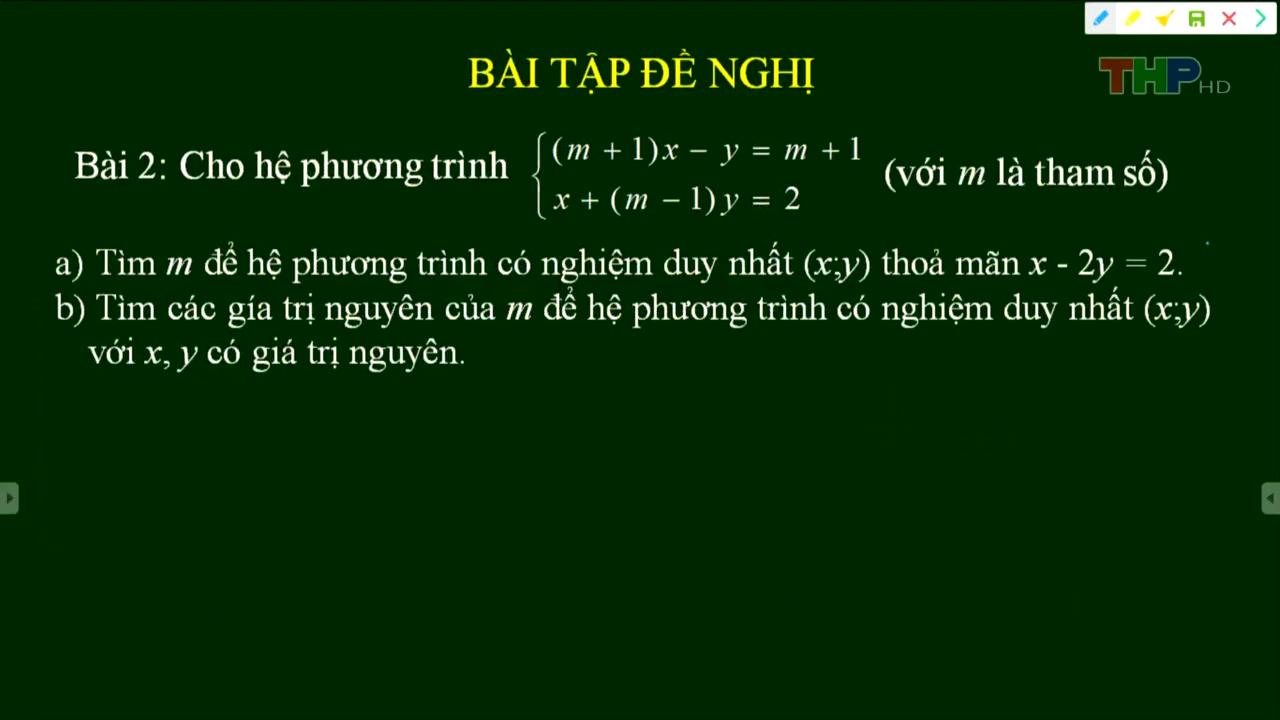 BÀI TẬP ĐỀ NGHỊ
THP HD
Bài 2: Cho hệ phương trình { (m + 1)x − y = m + 1 (với m là tham số)
x + (m − 1)y = 2
a) Tìm m để hệ phương trình có nghiệm duy nhất (x;y) thoả mãn x - 2y = 2.
b) Tìm các gía trị nguyên của m để hệ phương trình có nghiệm duy nhất (x;y)
với x, y có giá trị nguyên.